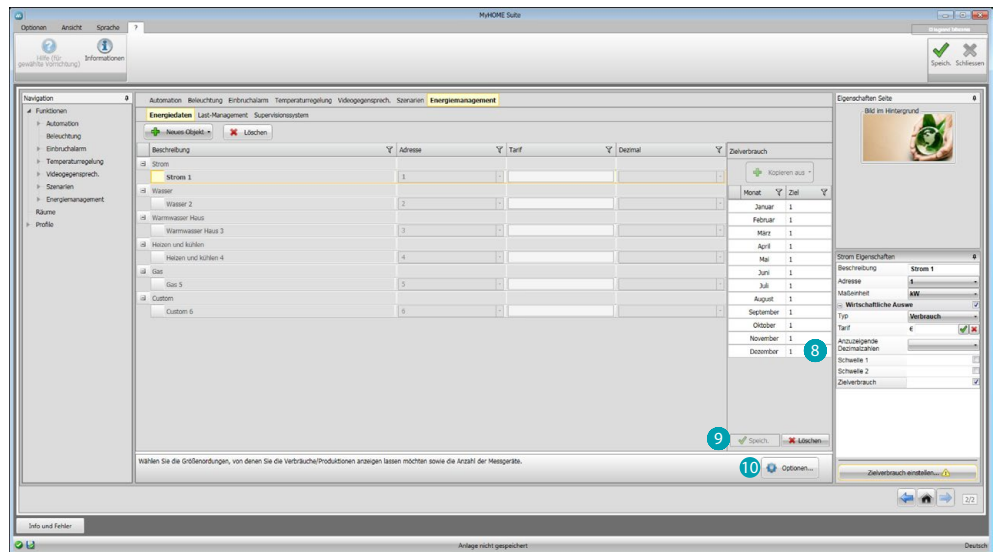 MyHOME Suite
Optionen Ansicht Sprache ?
Hilfe (für gewählte Vorrichtung)
Informationen
Speich. Schliessen
Navigation
Funktionen
Automation
Beleuchtung
Einbruchalarm
Temperaturregelung
Videogegensprech.
Szenarien
Energiemanagement
Räume
Profile
Automation Beleuchtung Einbruchalarm Temperaturregelung Videogegensprech. Szenarien Energiemanagement
Energiedaten Last-Management Supervisionssystem
Neues Objekt Löschen
Beschreibung Adresse Tarif Dezimal
Strom
Strom 1 1
Wasser
Wasser 2 2
Warmwasser Haus
Warmwasser Haus 3 3
Heizen und kühlen
Heizen und kühlen 4 4
Gas
Gas 5 5
Custom
Custom 6 6
Zielverbrauch
Kopieren aus
Monat Ziel
Januar 1
Februar 1
März 1
April 1
Mai 1
Juni 1
Juli 1
August 1
September 1
Oktober 1
November 1
Dezember 1
8
9
Speich. Löschen
Wählen Sie die Größenordungen, von denen Sie die Verbräuche/Produktionen anzeigen lassen möchten sowie die Anzahl der Messgeräte.
10
Optionen...
Eigenschaften Seite
Bild im Hintergrund
Strom Eigenschaften
Beschreibung Strom 1
Adresse 1
Maßeinheit kW
Wirtschaftliche Auswe
Typ Verbrauch
Tarif €
Anzuzeigende Dezimalzahlen
Schwelle 1
Schwelle 2
Zielverbrauch
Zielverbrauch einstellen...
2/2
Info und Fehler
Anlage nicht gespeichert
Deutsch